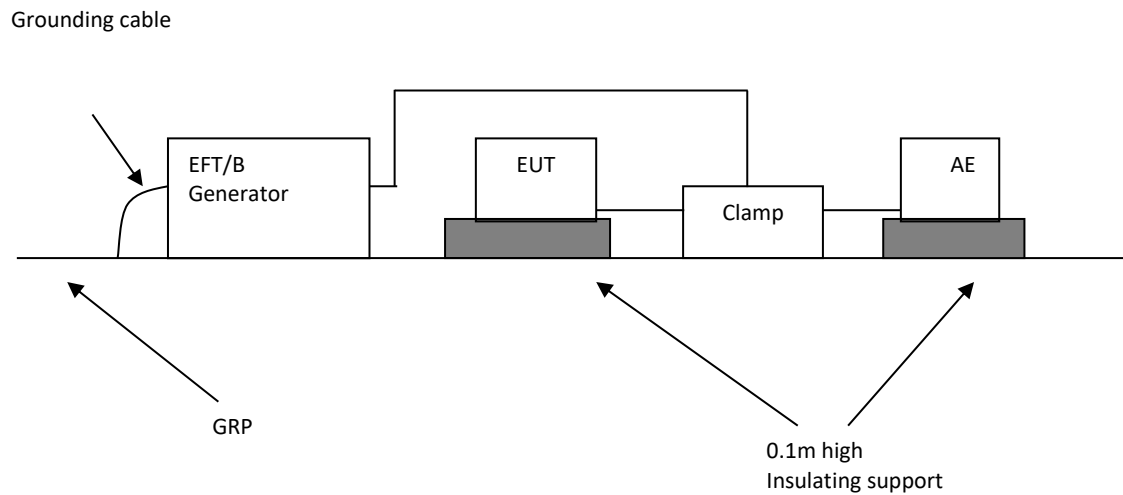 Grounding cable
EFT/B
Generator
EUT
Clamp
AE
GRP
0.1m high
Insulating support